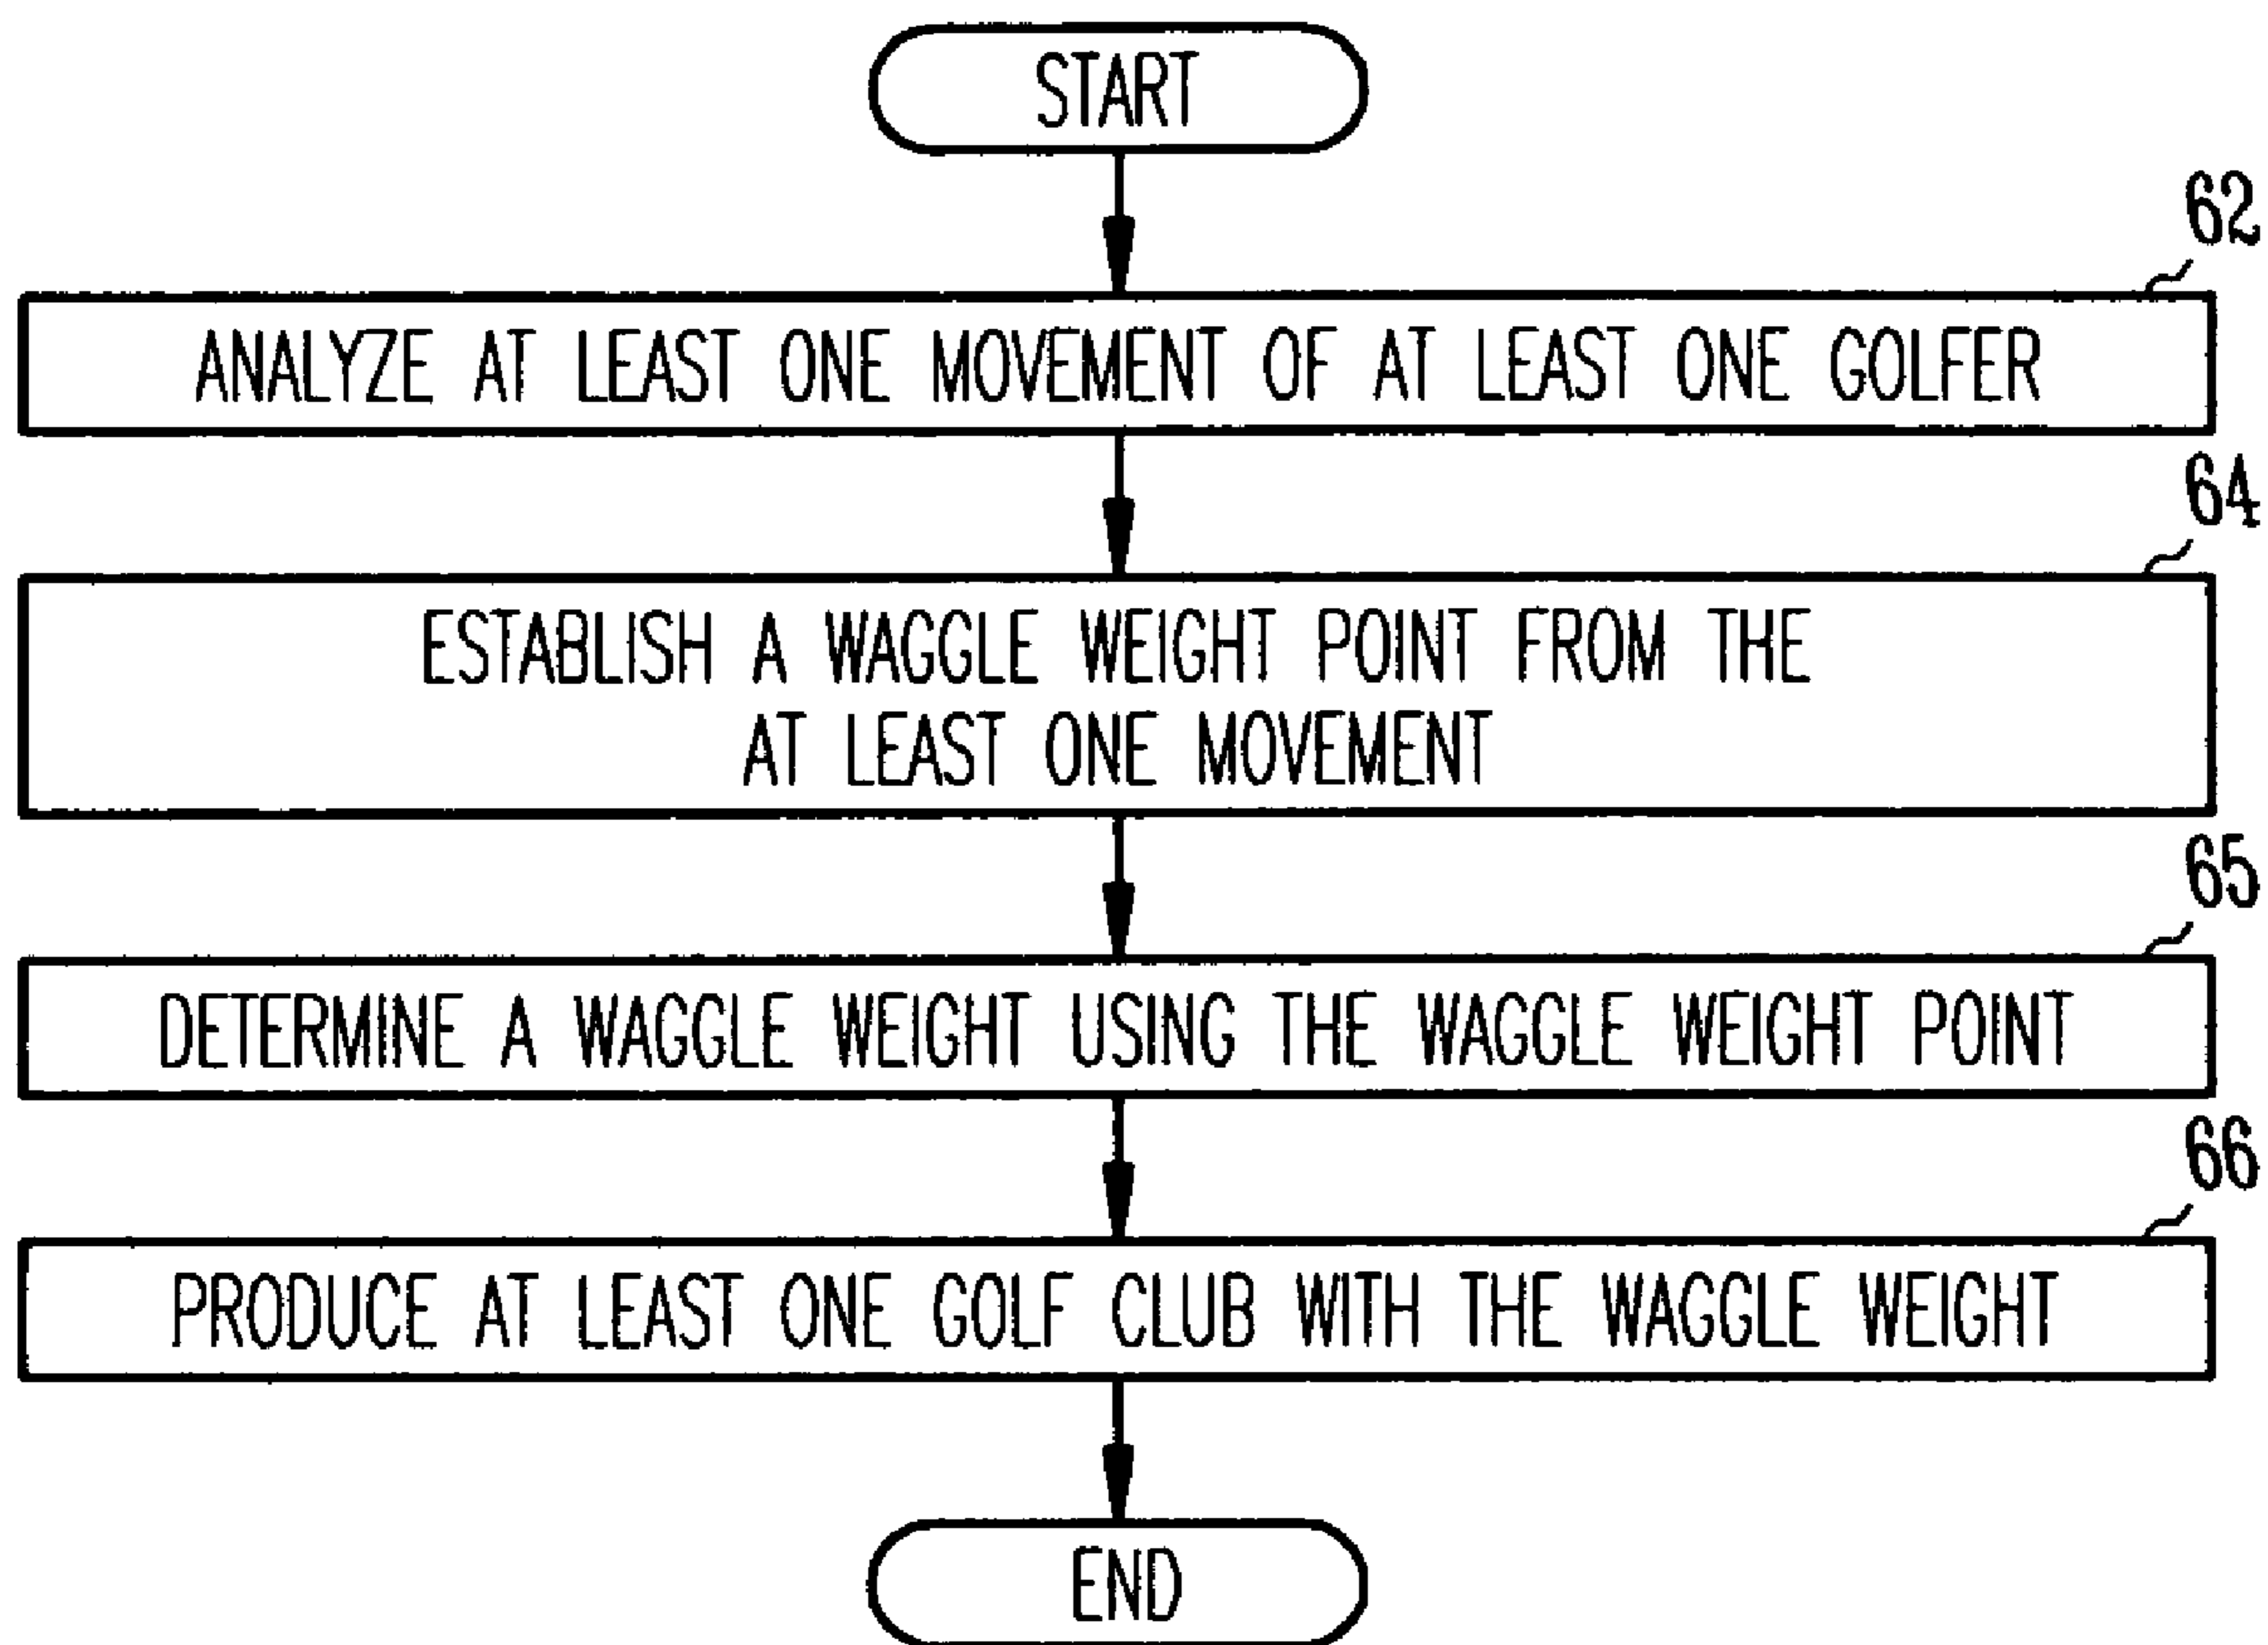 START
62
ANALYZE AT LEAST ONE MOVEMENT OF AT LEAST ONE GOLFER
64
ESTABLISH A WAGGLE WEIGHT POINT FROM THE
AT LEAST ONE MOVEMENT
65
DETERMINE A WAGGLE WEIGHT USING THE WAGGLE WEIGHT POINT
66
PRODUCE AT LEAST ONE GOLF CLUB WITH THE WAGGLE WEIGHT
END